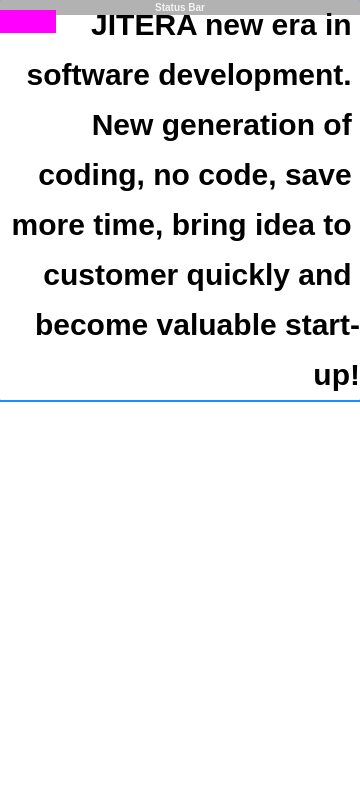 Status Bar
JITERA new era in
software development.
New generation of
coding, no code, save
more time, bring idea to
customer quickly and
become valuable start-
up!